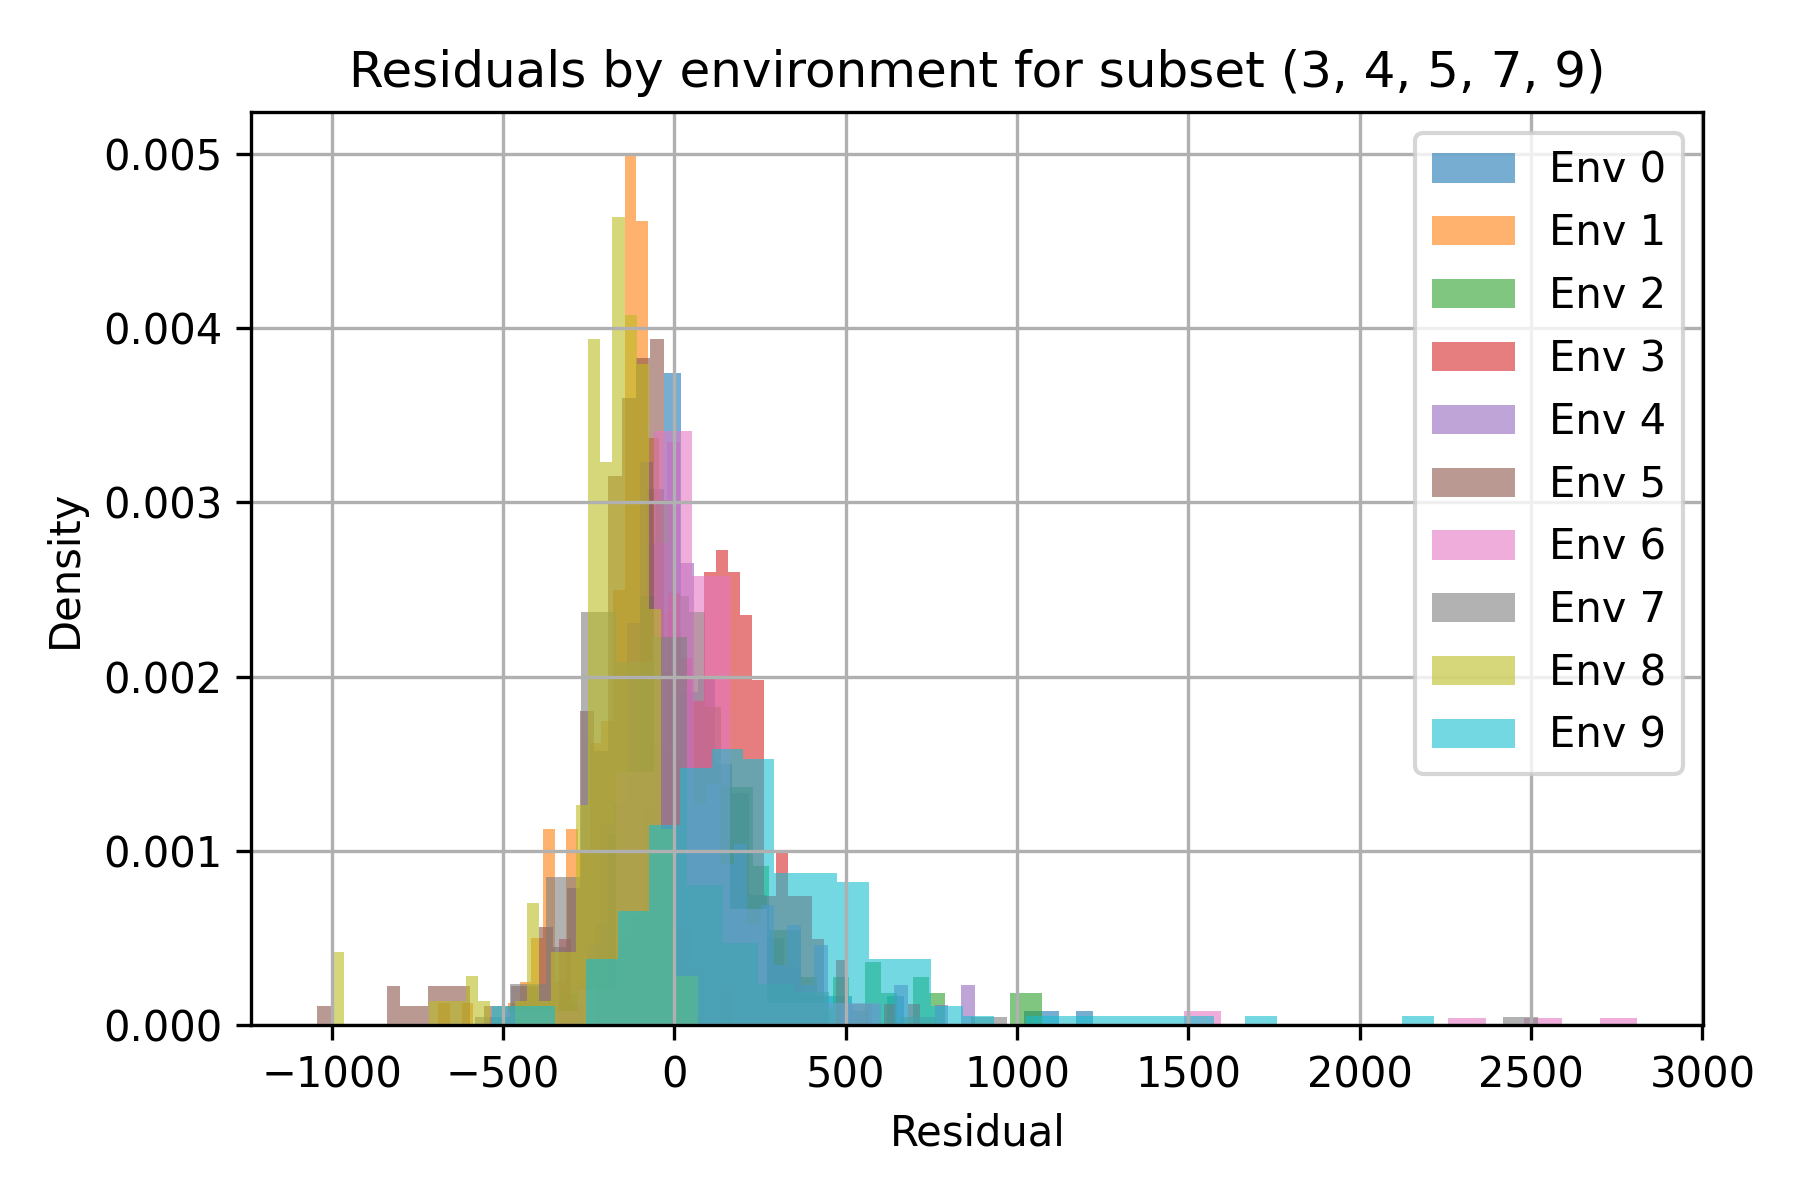 Residuals by environment for subset (3, 4, 5, 7, 9)
0.005
0.004
0.003
0.002
0.001
0.000
Density
−1000
−500
0
500
1000
1500
2000
2500
3000
Residual
Env 0
Env 1
Env 2
Env 3
Env 4
Env 5
Env 6
Env 7
Env 8
Env 9